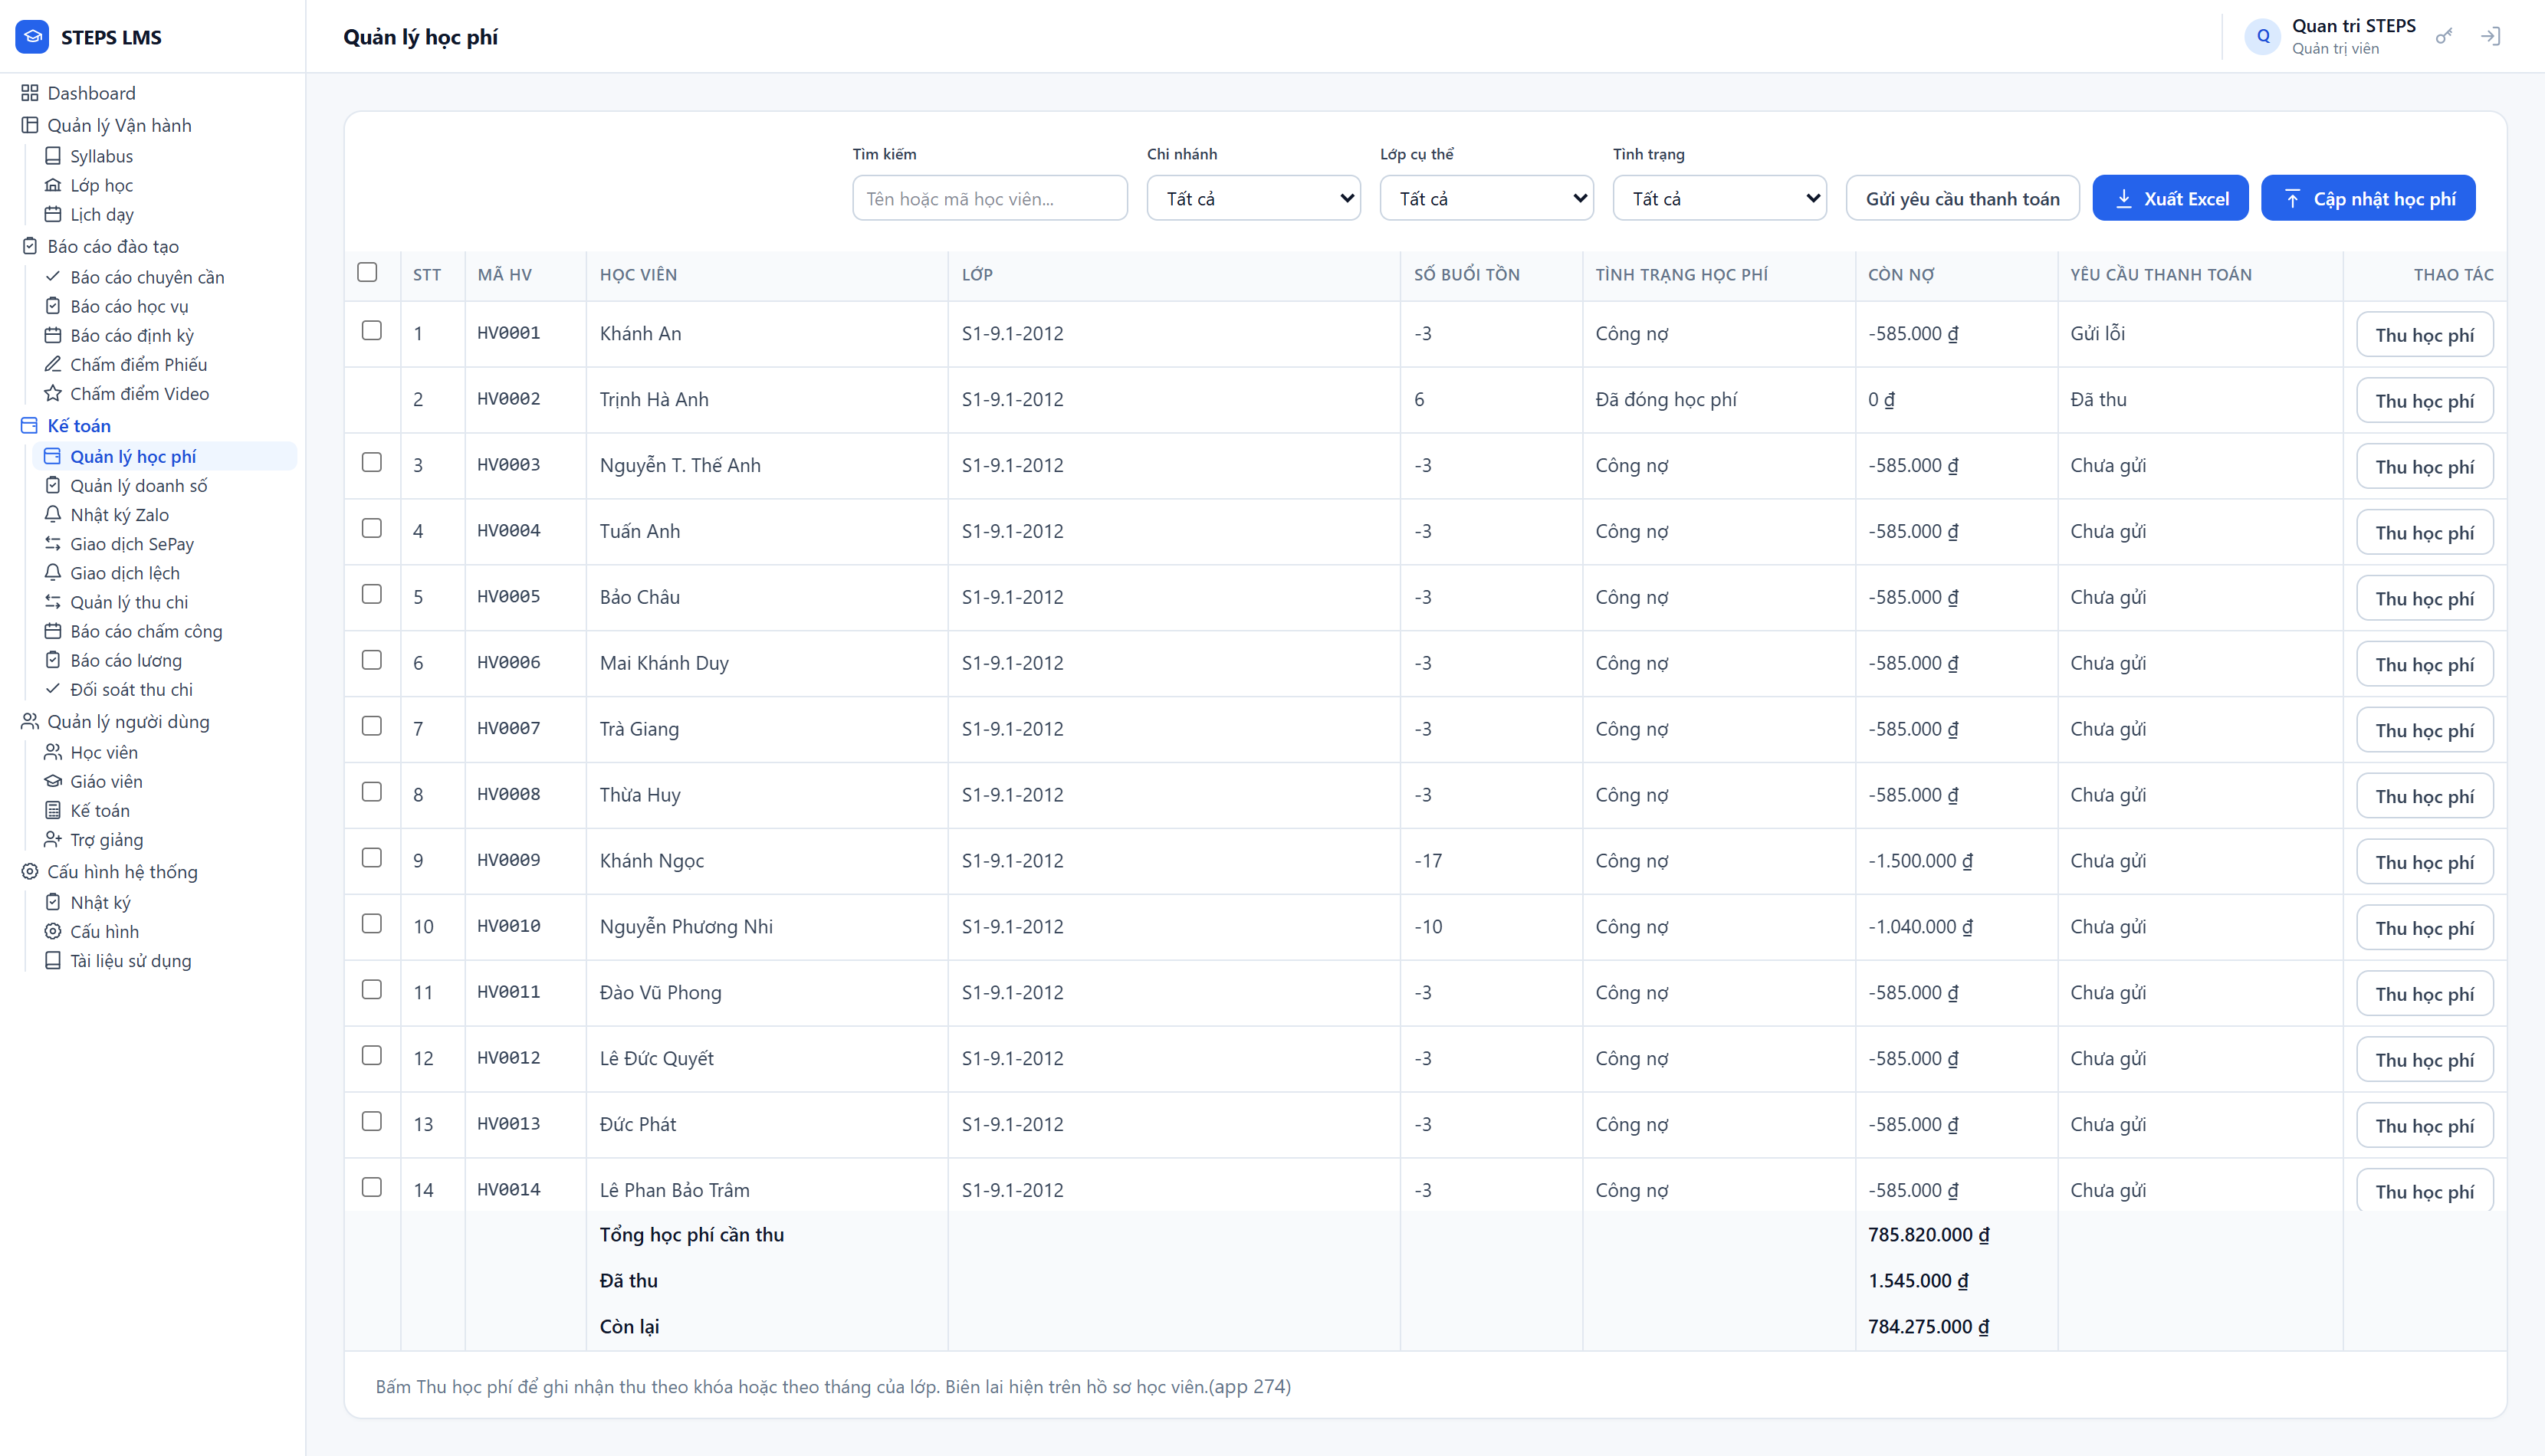 STEPS LMS
Quản lý học phí
Q
Quan tri STEPS
Quản trị viên
Dashboard
Quản lý Vận hành
Syllabus
Lớp học
Lịch dạy
Báo cáo đào tạo
Báo cáo chuyên cần
Báo cáo học vụ
Báo cáo định kỳ
Chấm điểm Phiếu
Chấm điểm Video
Kế toán
Quản lý học phí
Quản lý doanh số
Nhật ký Zalo
Giao dịch SePay
Giao dịch lệch
Quản lý thu chi
Báo cáo chấm công
Báo cáo lương
Đối soát thu chi
Quản lý người dùng
Học viên
Giáo viên
Kế toán
Trợ giảng
Cấu hình hệ thống
Nhật ký
Cấu hình
Tài liệu sử dụng
Tìm kiếm Chi nhánh Lớp cụ thể Tình trạng
Tên hoặc mã học viên... Tất cả Tất cả Tất cả Gửi yêu cầu thanh toán Xuất Excel Cập nhật học phí
STT MÃ HV HỌC VIÊN LỚP SỐ BUỔI TỒN TÌNH TRẠNG HỌC PHÍ CÒN NỢ YÊU CẦU THANH TOÁN THAO TÁC
1 HV0001 Khánh An S1-9.1-2012 -3 Công nợ -585.000 ₫ Gửi lỗi Thu học phí
2 HV0002 Trịnh Hà Anh S1-9.1-2012 6 Đã đóng học phí 0 ₫ Đã thu Thu học phí
3 HV0003 Nguyễn T. Thế Anh S1-9.1-2012 -3 Công nợ -585.000 ₫ Chưa gửi Thu học phí
4 HV0004 Tuấn Anh S1-9.1-2012 -3 Công nợ -585.000 ₫ Chưa gửi Thu học phí
5 HV0005 Bảo Châu S1-9.1-2012 -3 Công nợ -585.000 ₫ Chưa gửi Thu học phí
6 HV0006 Mai Khánh Duy S1-9.1-2012 -3 Công nợ -585.000 ₫ Chưa gửi Thu học phí
7 HV0007 Trà Giang S1-9.1-2012 -3 Công nợ -585.000 ₫ Chưa gửi Thu học phí
8 HV0008 Thừa Huy S1-9.1-2012 -3 Công nợ -585.000 ₫ Chưa gửi Thu học phí
9 HV0009 Khánh Ngọc S1-9.1-2012 -17 Công nợ -1.500.000 ₫ Chưa gửi Thu học phí
10 HV0010 Nguyễn Phương Nhi S1-9.1-2012 -10 Công nợ -1.040.000 ₫ Chưa gửi Thu học phí
11 HV0011 Đào Vũ Phong S1-9.1-2012 -3 Công nợ -585.000 ₫ Chưa gửi Thu học phí
12 HV0012 Lê Đức Quyết S1-9.1-2012 -3 Công nợ -585.000 ₫ Chưa gửi Thu học phí
13 HV0013 Đức Phát S1-9.1-2012 -3 Công nợ -585.000 ₫ Chưa gửi Thu học phí
14 HV0014 Lê Phan Bảo Trâm S1-9.1-2012 -3 Công nợ -585.000 ₫ Chưa gửi Thu học phí
Tổng học phí cần thu 785.820.000 ₫
Đã thu 1.545.000 ₫
Còn lại 784.275.000 ₫
Bấm Thu học phí để ghi nhận thu theo khóa hoặc theo tháng của lớp. Biên lai hiện trên hồ sơ học viên.(app 274)